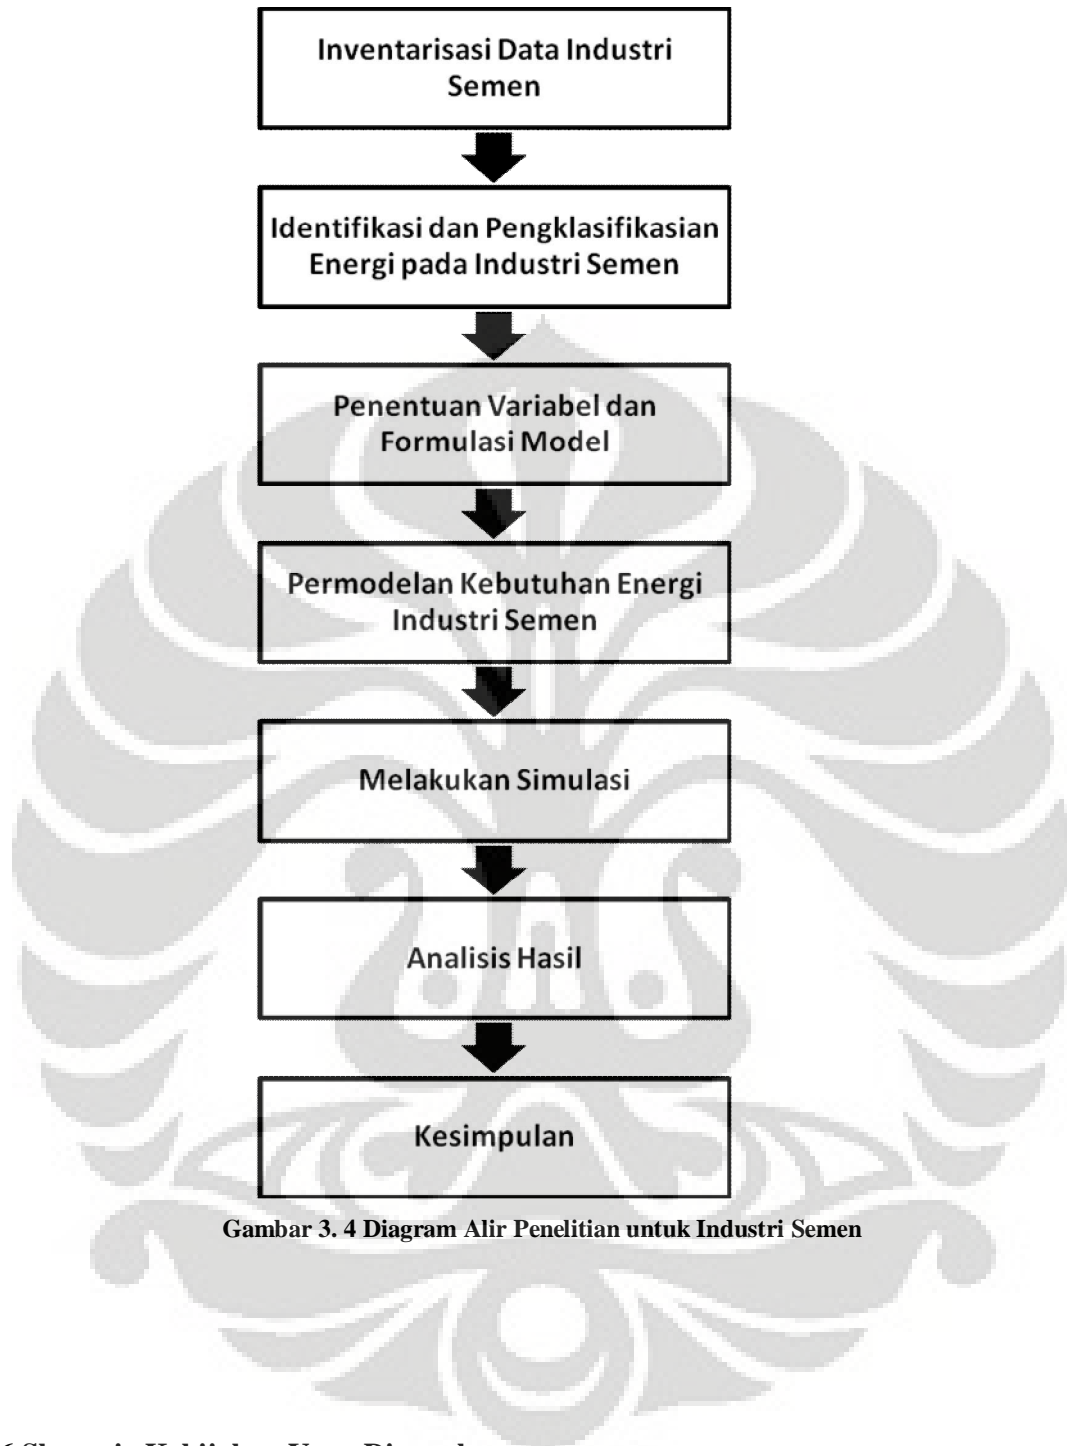 Inventarisasi Data Industri
Semen
Identifikasi dan Pengklasifikasian
Energi pada Industri Semen
Penentuan Variabel dan
Formulasi Model
Permodelan Kebutuhan Energi
Industri Semen
Melakukan Simulasi
Analisis Hasil
Kesimpulan
Gambar 3. 4 Diagram Alir Penelitian untuk Industri Semen